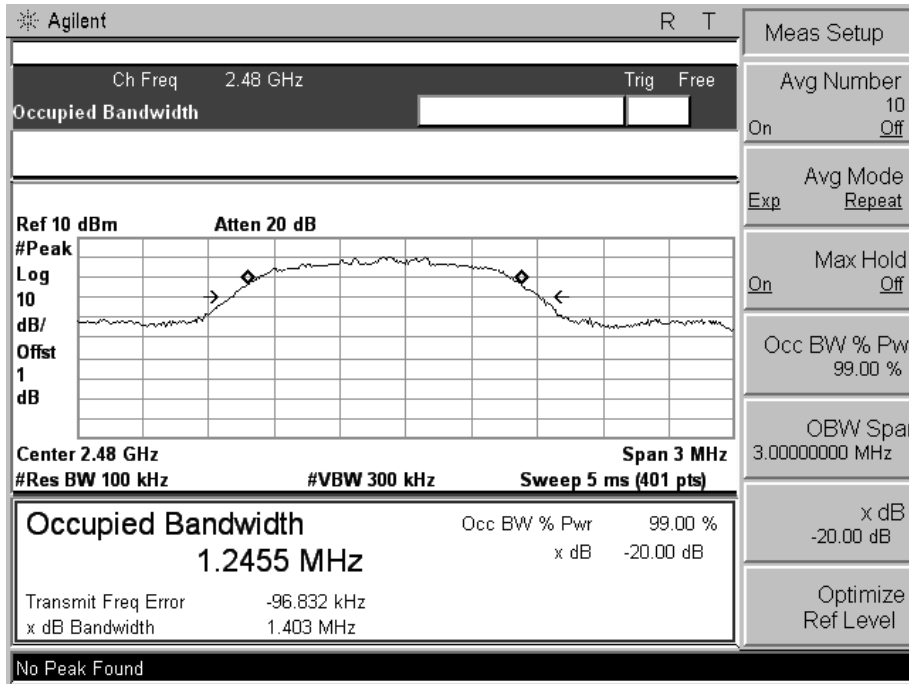 Agilent R T
Ch Freq 2.48 GHz Trig Free
Occupied Bandwidth
Ref 10 dBm Atten 20 dB
#Peak
Log
10
dB/
Offst
1
dB
Center 2.48 GHz Span 3 MHz
#Res BW 100 kHz #VBW 300 kHz Sweep 5 ms (401 pts)
Occupied Bandwidth
1.2455 MHz
Occ BW % Pwr 99.00 %
x dB -20.00 dB
Transmit Freq Error -96.832 kHz
x dB Bandwidth 1.403 MHz
No Peak Found
Meas Setup
Avg Number
10
On Off
Avg Mode
Exp Repeat
Max Hold
On Off
Occ BW % Pw
99.00 %
OBW Spa
3.00000000 MHz
x dB
-20.00 dB
Optimize
Ref Level